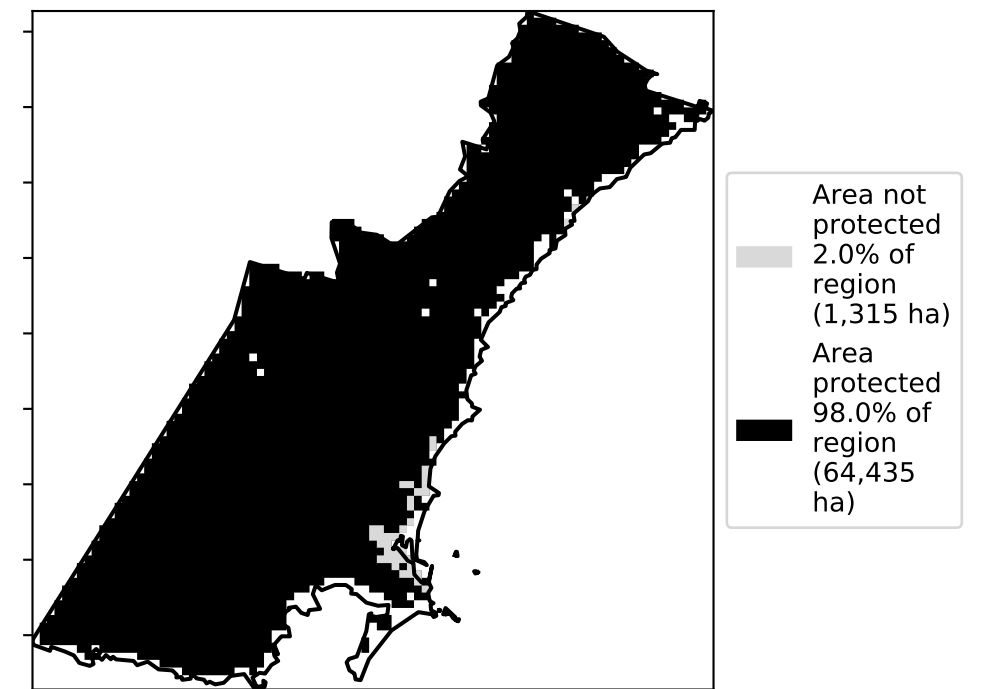 Area not
protected
2.0% of
region
(1,315 ha)
Area
protected
98.0% of
region
(64,435
ha)